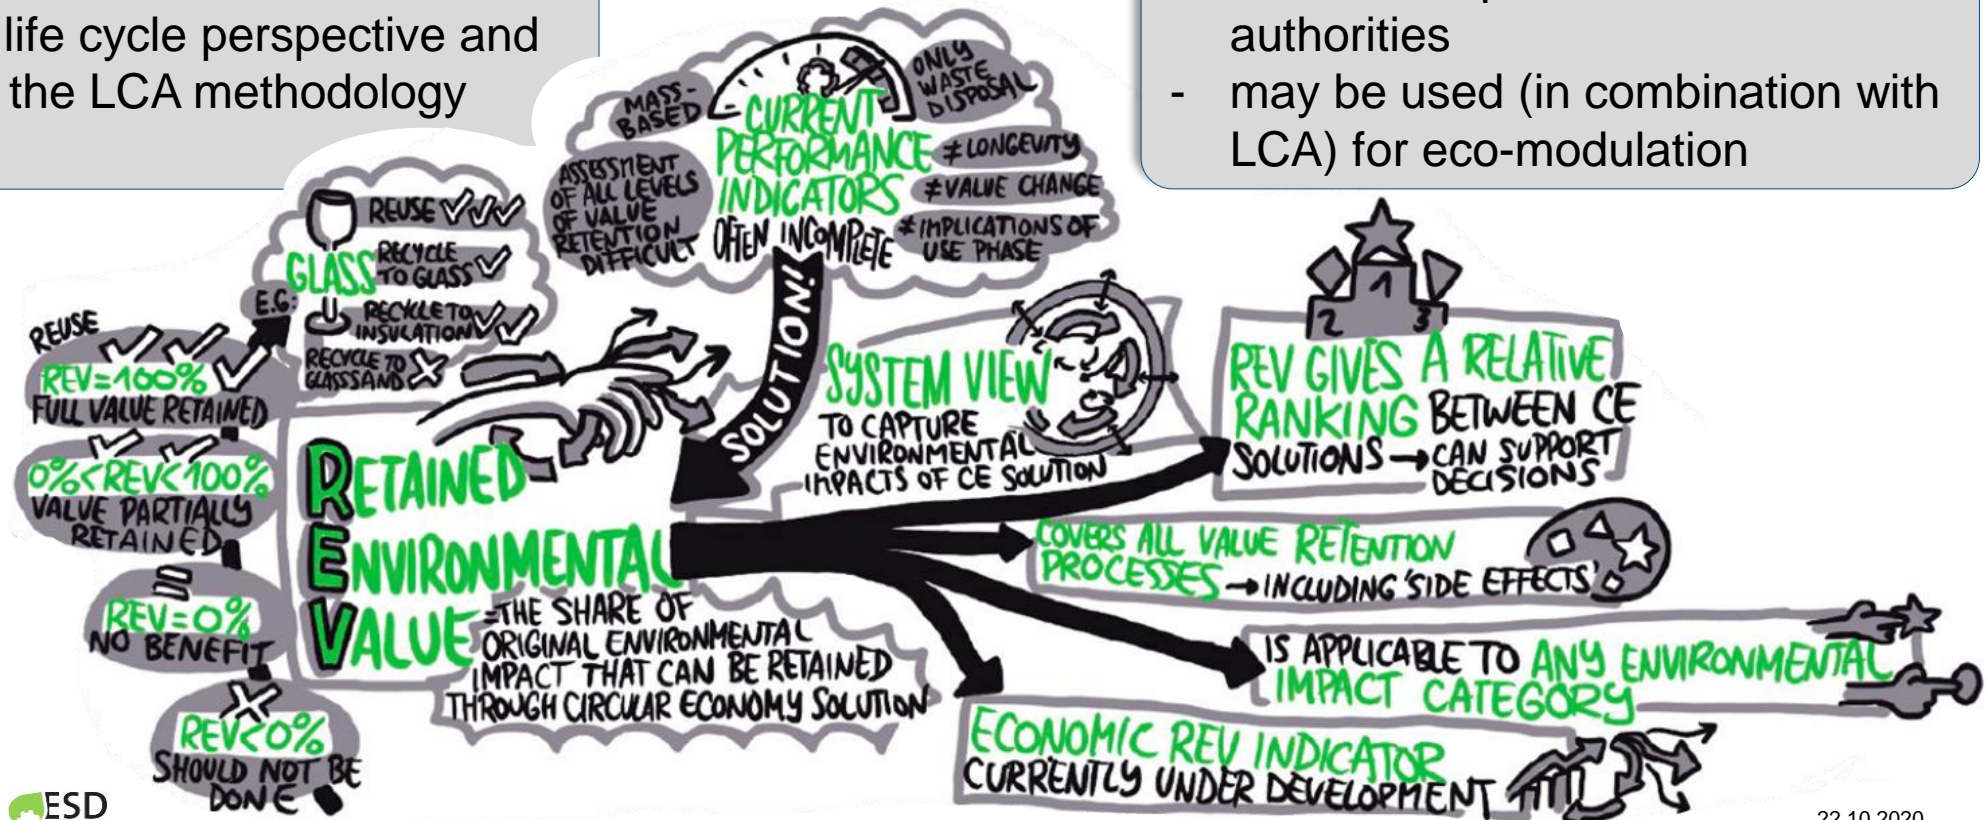 life cycle perspective and
the LCA methodology
authorities
- may be used (in combination with
LCA) for eco-modulation
MASS-
BASED
ONLY
WASTE
DISPOSAL
CURRENT
PERFORMANCE
INDICATORS
OFTEN INCOMPLETE
ASSESSMENT
OF ALL LEVELS
OF VALUE
RETENTION
DIFFICULT
≠ LONGEVITY
≠ VALUE CHANGE
≠ IMPLICATIONS OF
USE PHASE
SOLUTION!
E.G:
GLASS
REUSE
RECYCLE
TO GLASS
RECYCLE TO
INSULATION
RECYCLE TO
GLASSSAND
REUSE
REV=100%
FULL VALUE RETAINED
0%<REV<100%
VALUE PARTIALLY
RETAINED
=
REV=0%
NO BENEFIT
REV<0%
SHOULD NOT BE
DONE
RETAINED
ENVIRONMENTAL
VALUE
=THE SHARE OF
ORIGINAL ENVIRONMENTAL
IMPACT THAT CAN BE RETAINED
THROUGH CIRCULAR ECONOMY SOLUTION
SYSTEM VIEW
TO CAPTURE
ENVIRONMENTAL
IMPACTS OF CE SOLUTION
1
2 3
REV GIVES A RELATIVE
RANKING BETWEEN CE
SOLUTIONS → CAN SUPPORT
DECISIONS
COVERS ALL VALUE RETENTION
PROCESSES → INCLUDING 'SIDE EFFECTS'
IS APPLICABLE TO ANY ENVIRONMENTAL
IMPACT CATEGORY
ECONOMIC REV INDICATOR
CURRENTLY UNDER DEVELOPMENT
ESD
22.10.2020